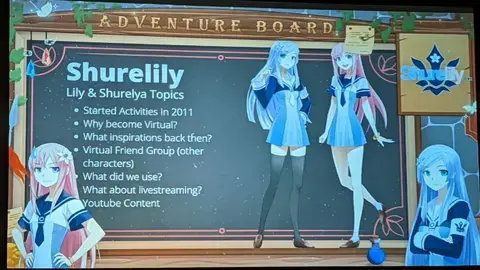 ADVENTURE BOARD
Shurelily
Lily & Shurelya Topics
Started Activities in 2011
Why become Virtual?
What inspirations back then?
Virtual Friend Group (other
characters)
What did we use?
What about livestreaming?
Youtube Content
Shurelily